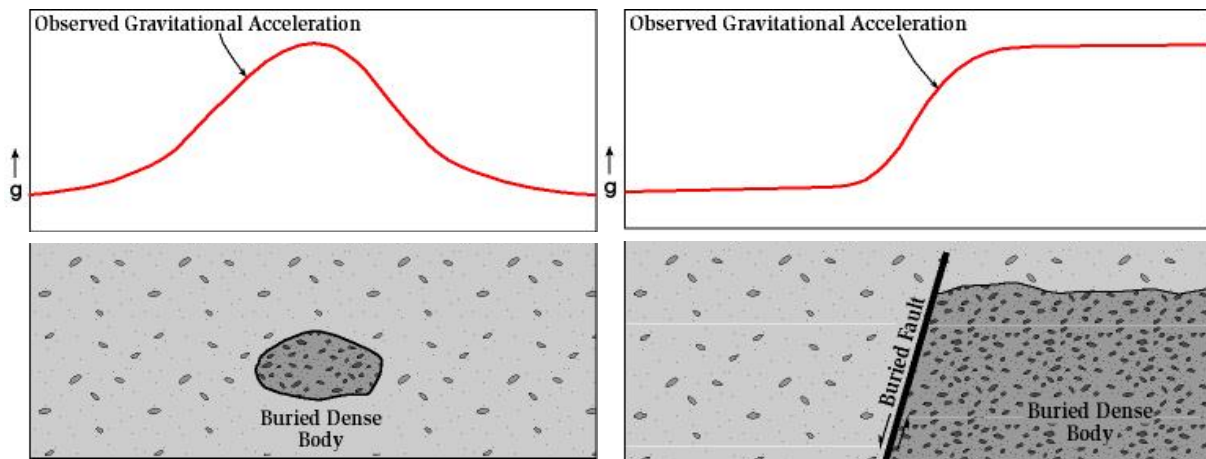 Observed Gravitational Acceleration
g
Buried Dense
Body
Observed Gravitational Acceleration
g
Buried Fault
Buried Dense
Body